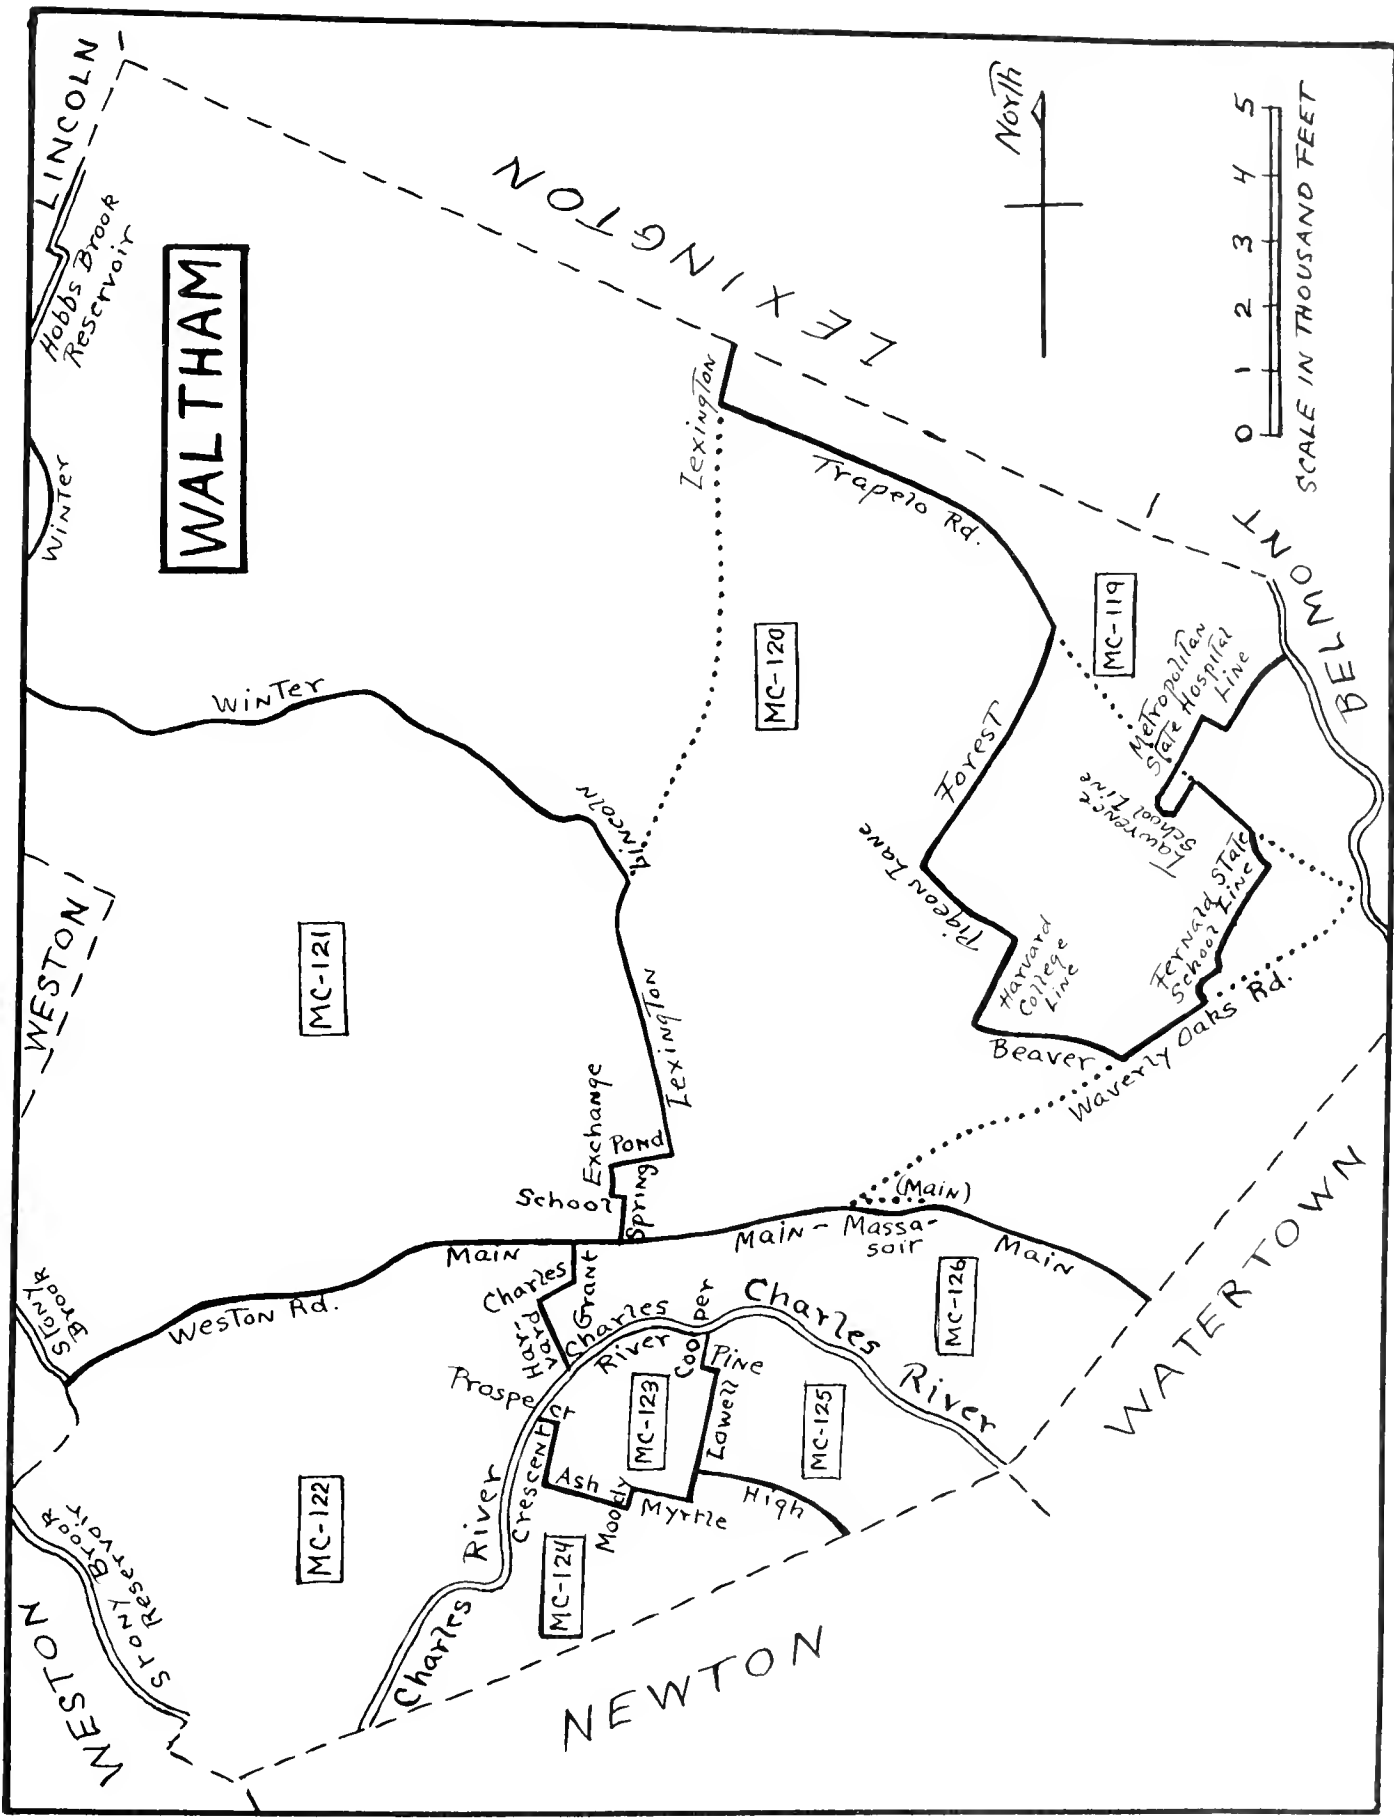 LINCOLN
Hobbs Brook
Reservoir
WALTHAM
Winter
LEXINGTON
North
0 1 2 3 4 5
SCALE IN THOUSAND FEET
Lexington
Trapelo Rd.
Winter
MC-120
MC-119
Metropolitan
State Hospital
Line
BELMONT
Forest
Lincoln
Lawrence
School Line
Pigeon Lane
WESTON
MC-121
Harvard
College
Line
Fernald State
School Line
Lexington
Beaver
Waverly Oaks Rd.
Exchange
Pond
School
Spring
(Main)
Main - Massa-
soir
Main
Main
Weston Rd.
Stony
Brook
Charles
Grant
Har-
vard
Charles
River
Cooper
Charles
River
MC-126
WATERTOWN
Prospect
Pine
MC-123
Lowell
MC-125
Crescent
Ash
Moody
Myrtle
High
MC-122
MC-124
River
Charles
Stony Brook
Reservoir
WESTON
NEWTON